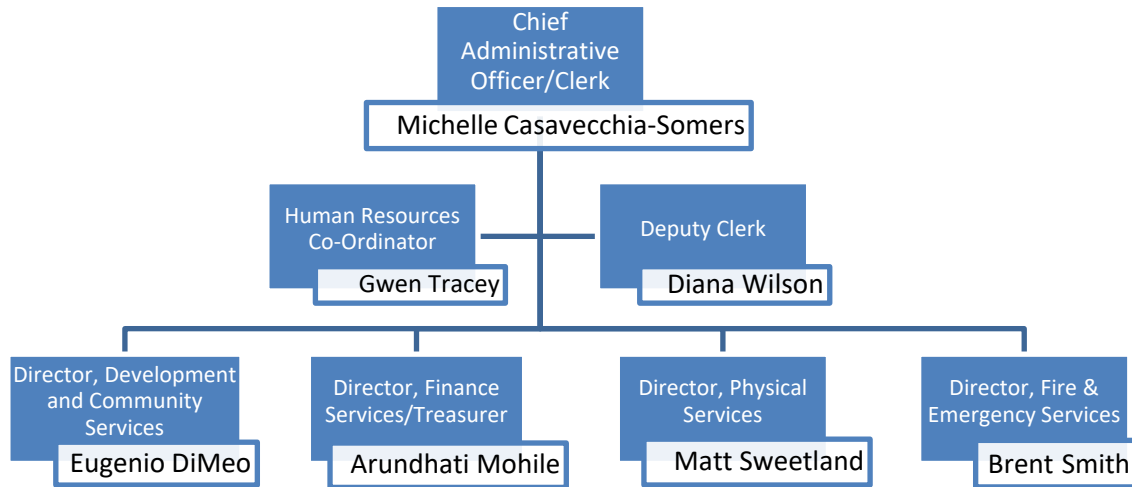 Chief
Administrative
Officer/Clerk
Michelle Casavecchia-Somers
Human Resources
Co-Ordinator
Gwen Tracey
Deputy Clerk
Diana Wilson
Director, Development
and Community
Services
Eugenio DiMeo
Director, Finance
Services/Treasurer
Arundhati Mohile
Director, Physical
Services
Matt Sweetland
Director, Fire &
Emergency Services
Brent Smith